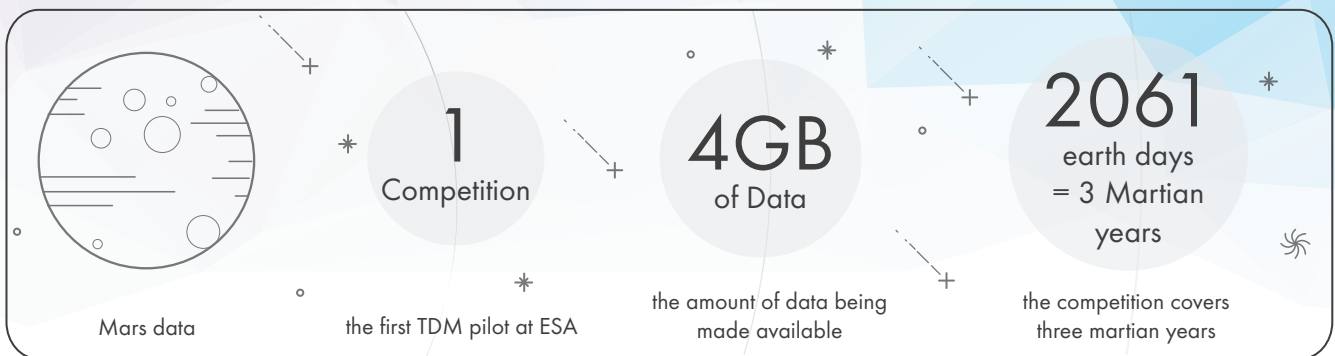 Mars data
1
Competition
the first TDM pilot at ESA
4GB
of Data
the amount of data being
made available
2061
earth days
= 3 Martian
years
the competition covers
three martian years